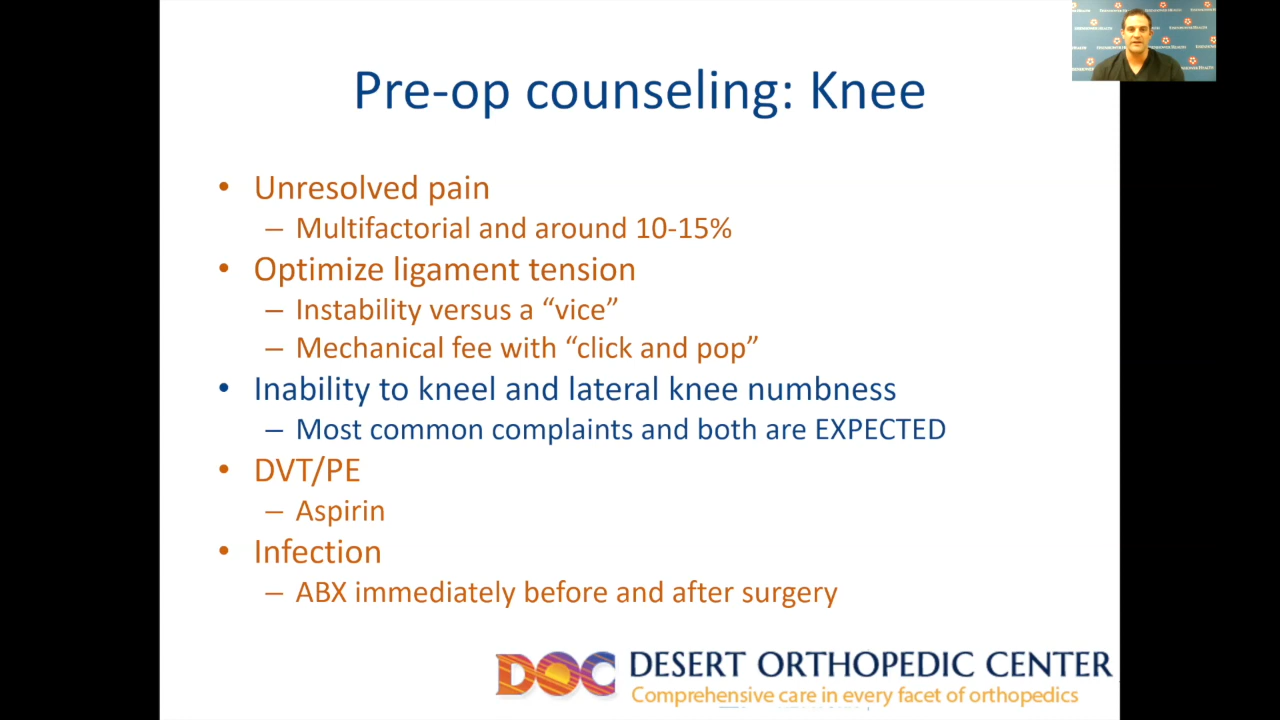 Pre-op counseling: Knee
• Unresolved pain
– Multifactorial and around 10-15%
• Optimize ligament tension
– Instability versus a “vice”
– Mechanical fee with “click and pop”
• Inability to kneel and lateral knee numbness
– Most common complaints and both are EXPECTED
• DVT/PE
– Aspirin
• Infection
– ABX immediately before and after surgery
DOC DESERT ORTHOPEDIC CENTER
Comprehensive care in every facet of orthopedics